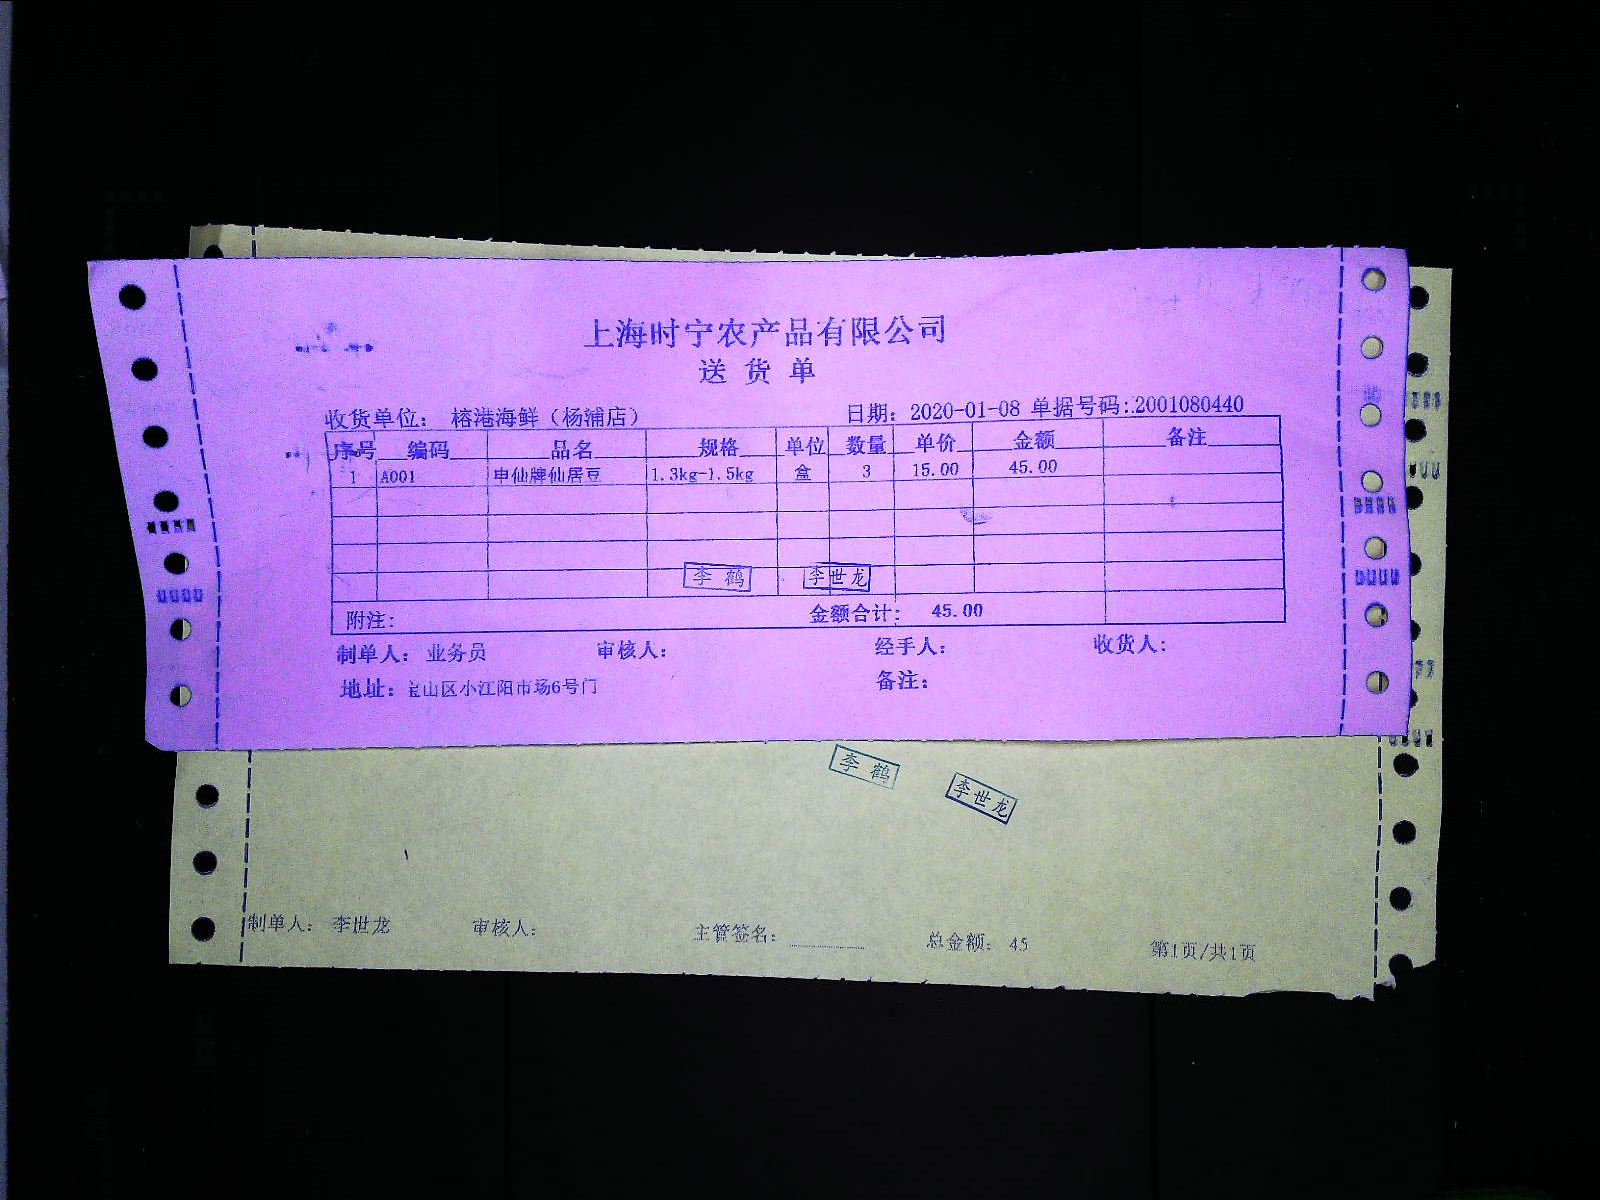 上海时宁农产品有限公司
送货单
收货单位： 榕港海鲜（杨浦店） 日期：2020-01-08 单据号码：2001080440
序号 编码 品名 规格 单位 数量 单价 金额 备注
1 A001 申仙牌仙居豆 1.3kg-1.5kg 盒 3 15.00 45.00
李鹤 李世龙
附注： 金额合计： 45.00
制单人： 业务员 审核人： 经手人： 收货人：
地址：宝山区小江阳市场6号门 备注：
李鹤 李世龙
制单人： 李世龙 审核人： 主管签名： 总金额： 45 第1页/共1页